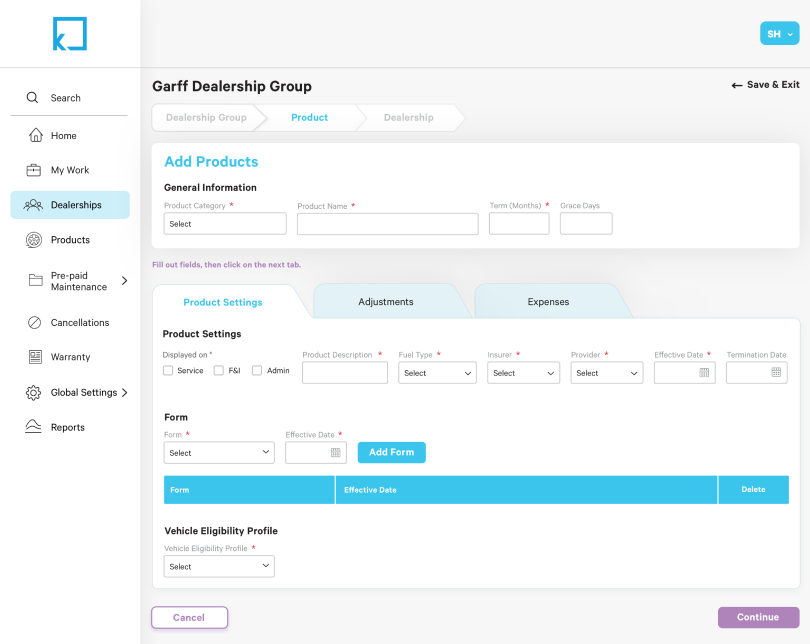 SH
Search
Home
My Work
Dealerships
Products
Pre-paid
Maintenance
Cancellations
Warranty
Global Settings
Reports
Garff Dealership Group
Save & Exit
Dealership Group
Product
Dealership
Add Products
General Information
Product Category *
Product Name *
Term (Months) *
Grace Days
Select
Fill out fields, then click on the next tab.
Product Settings
Adjustments
Expenses
Product Settings
Displayed on *
Service
F&I
Admin
Product Description *
Fuel Type *
Insurer *
Provider *
Effective Date *
Termination Date
Select
Select
Select
Form
Form *
Effective Date *
Select
Add Form
Form
Effective Date
Delete
Vehicle Eligibility Profile
Vehicle Eligibility Profile *
Select
Cancel
Continue